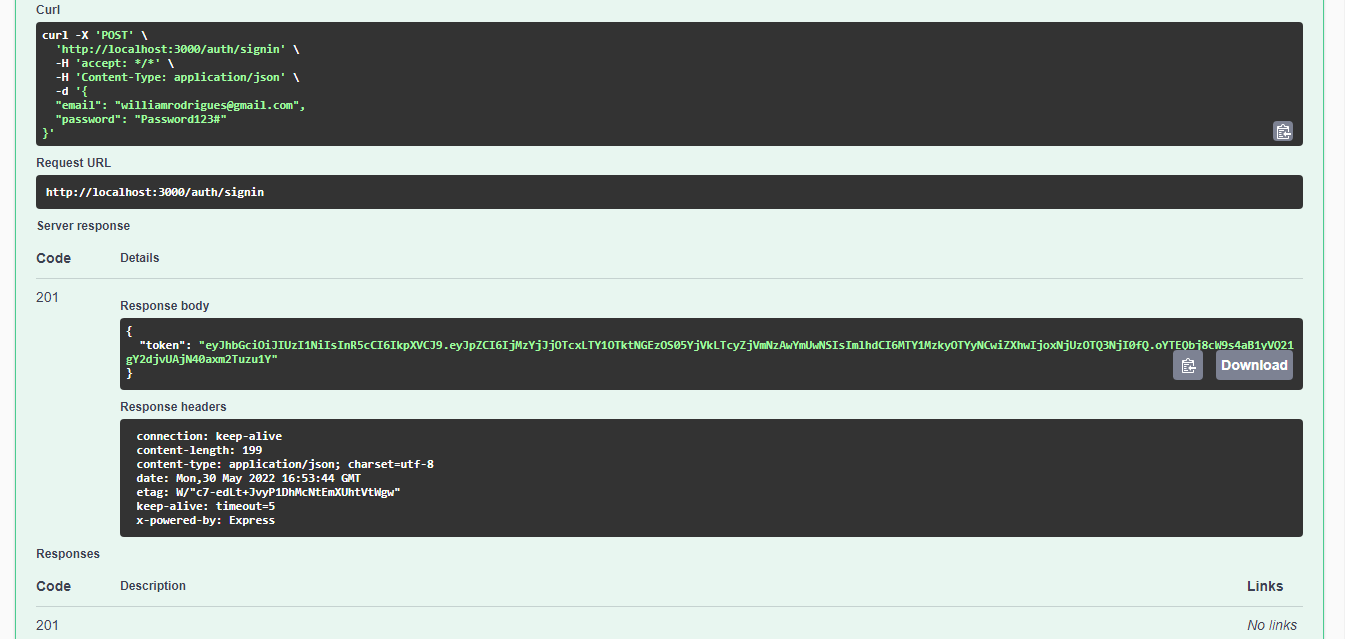 Curl
curl -X 'POST' \
'http://localhost:3000/auth/signin' \
-H 'accept: */*' \
-H 'Content-Type: application/json' \
-d '{
"email": "williamrodrigues@gmail.com",
"password": "Password123#"
}'
Request URL
http://localhost:3000/auth/signin
Server response
Code Details
201
Response body
{
"token": "eyJhbGciOiJIUzI1NiIsInR5cCI6IkpXVCJ9.eyJpZCI6IjMzYjJjOTcxLTY1OTktNGEzOS05YjVkLTcyZjVmNzAwYmUwNSIsImlhdCI6MTY1MzkyOTYyNCwiZXhwIjoxNjUzOTQ3NjI0fQ.oYTEQbj8cW9s4aB1yVQ21
gY2djvUAjN40axm2Tuzu1Y"
}
Download
Response headers
connection: keep-alive
content-length: 199
content-type: application/json; charset=utf-8
date: Mon,30 May 2022 16:53:44 GMT
etag: W/"c7-edLt+JvyP1DhMcNtEmXUhtVtWgw"
keep-alive: timeout=5
x-powered-by: Express
Responses
Code Description Links
201 No links